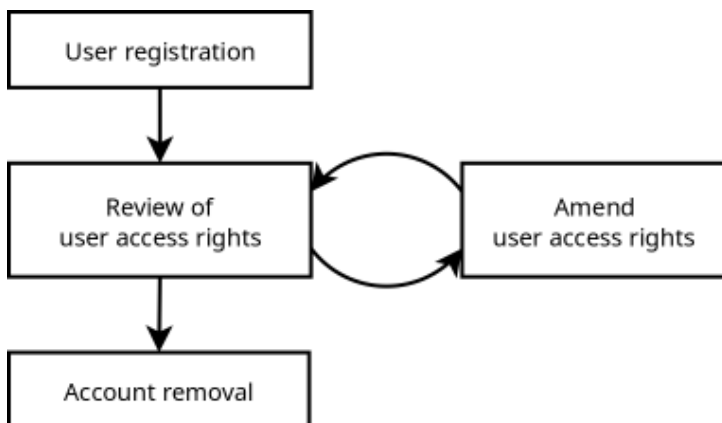 User registration
Review of
user access rights
Amend
user access rights
Account removal